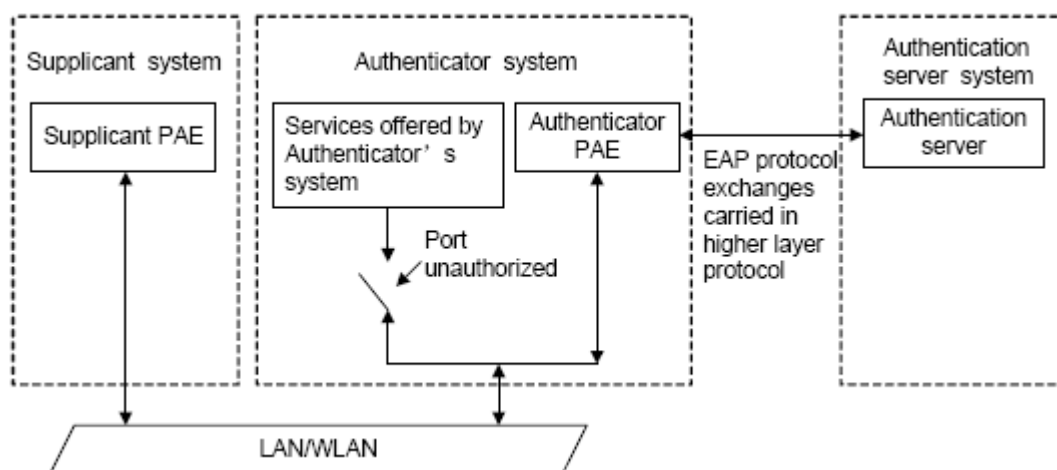 Supplicant system
Supplicant PAE
Authenticator system
Services offered by
Authenticator's
system
Authenticator
PAE
Port
unauthorized
EAP protocol
exchanges
carried in
higher layer
protocol
Authentication
server system
Authentication
server
LAN/WLAN